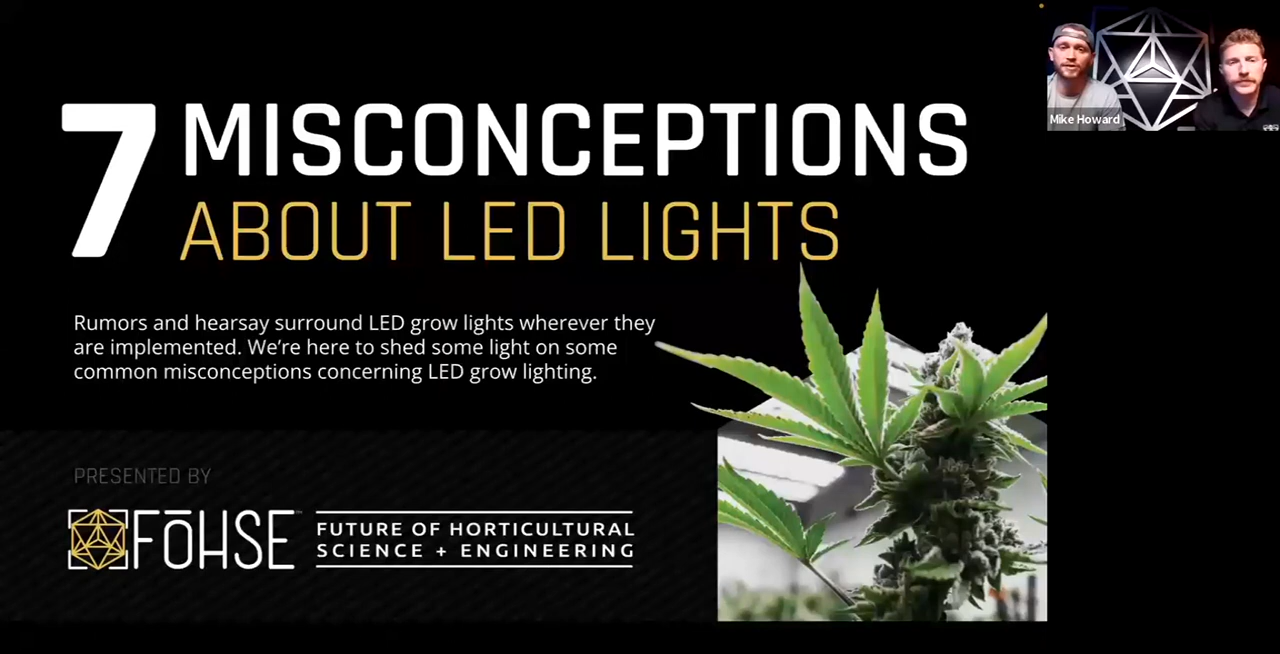 7 MISCONCEPTIONS
ABOUT LED LIGHTS
Rumors and hearsay surround LED grow lights wherever they
are implemented. We’re here to shed some light on some
common misconceptions concerning LED grow lighting.
PRESENTED BY
FŌHSE™
FUTURE OF HORTICULTURAL
SCIENCE + ENGINEERING
Mike Howard